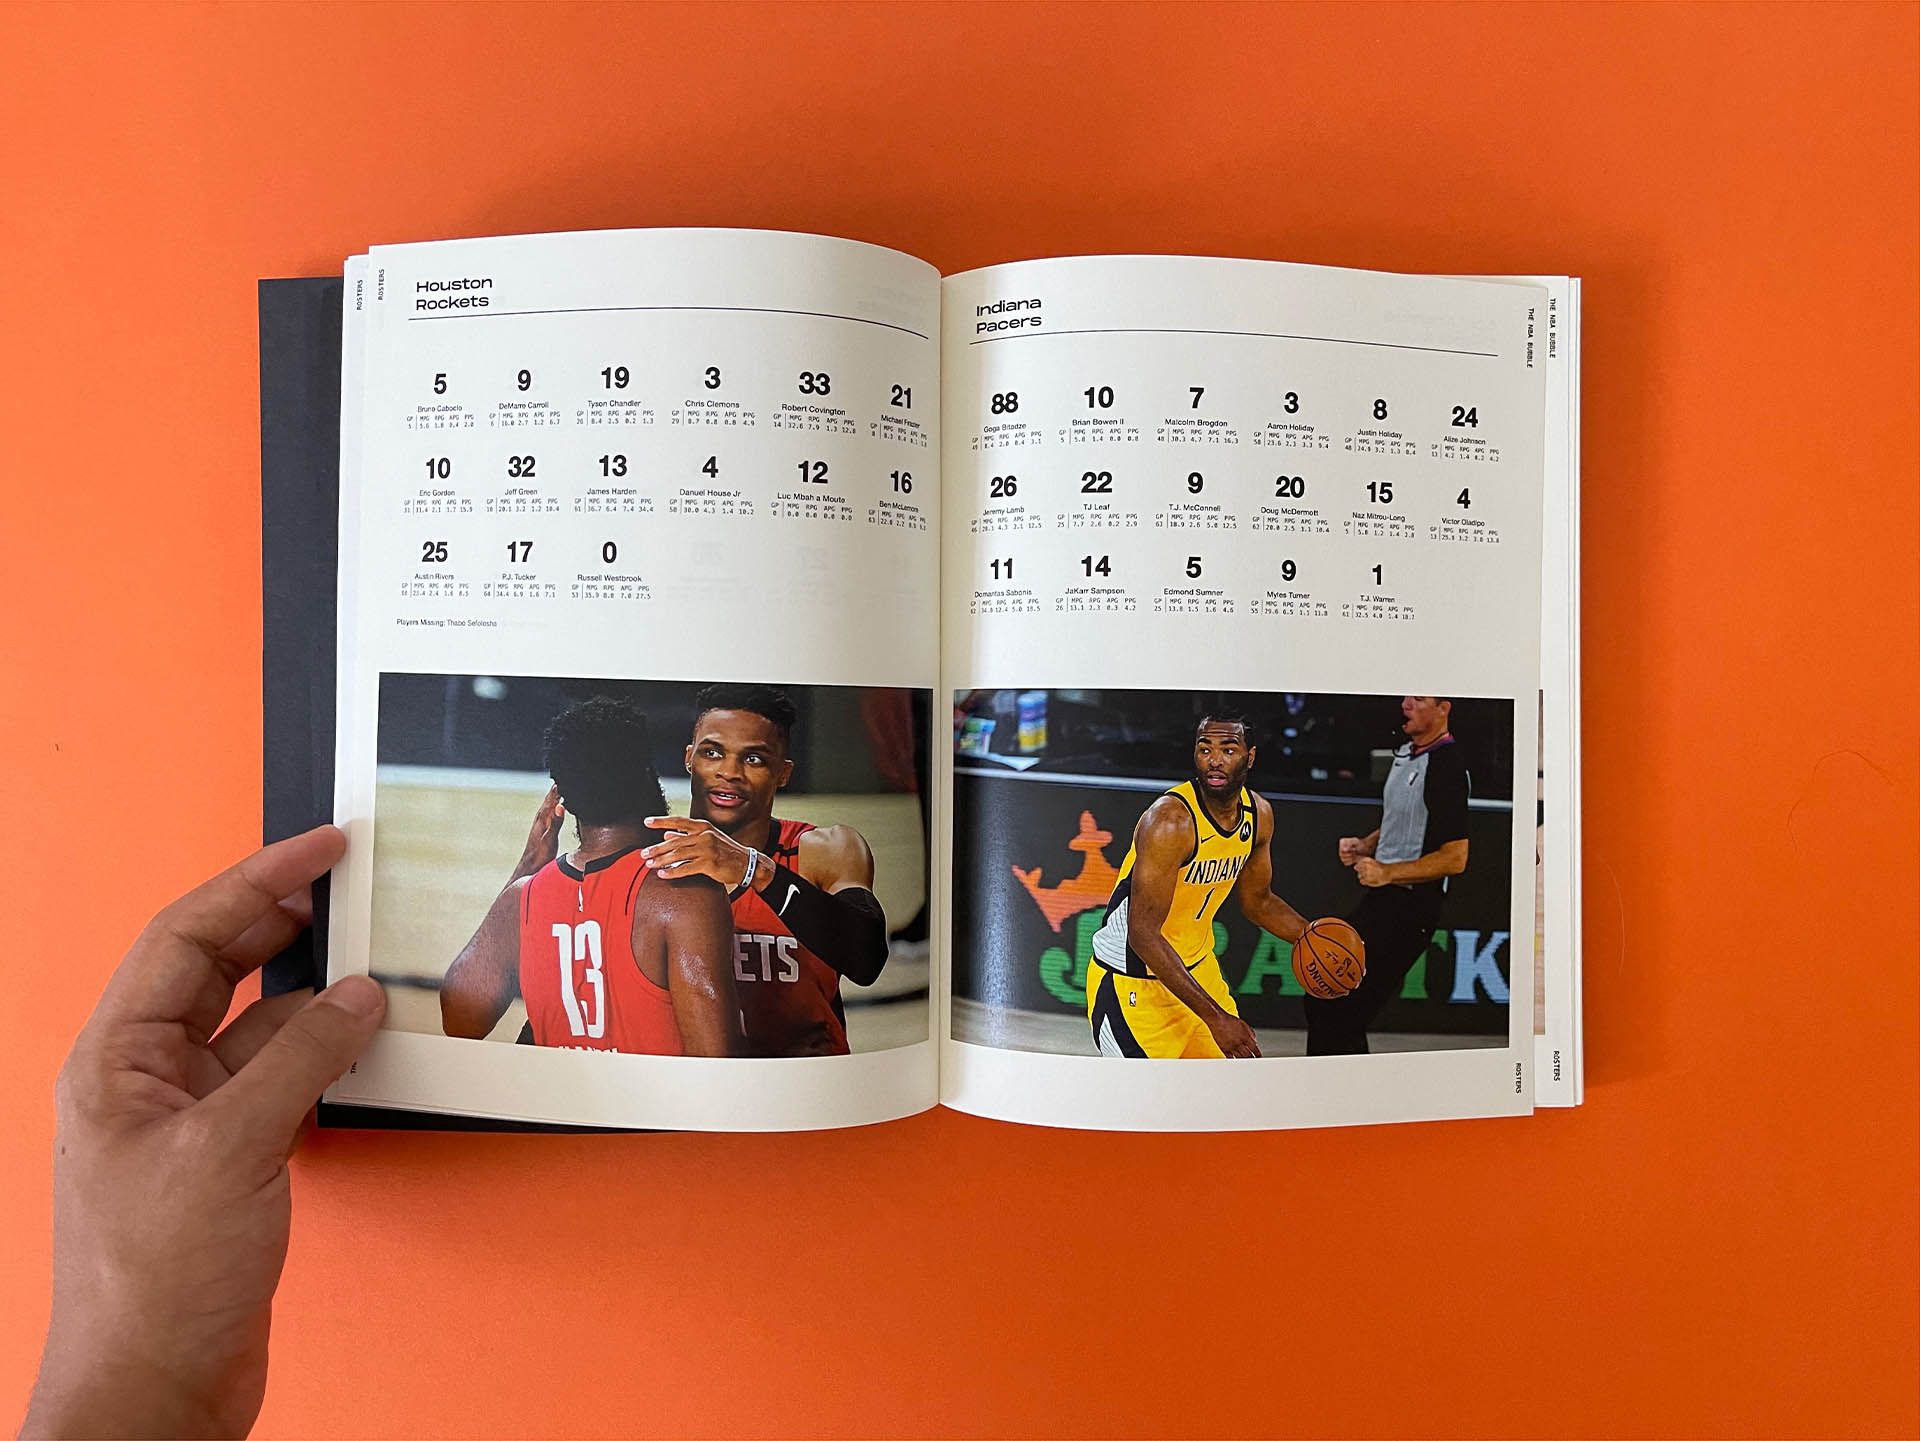 ROSTERS
ROSTERS
Houston
Rockets
5 9 19 3 33 21
Bruno Caboclo DeMarre Carroll Tyson Chandler Chris Clemons Robert Covington Michael Frazier
GP MPG RPG APG PPG GP MPG RPG APG PPG GP MPG RPG APG PPG GP MPG RPG APG PPG GP MPG RPG APG PPG GP MPG RPG APG PPG
5 5.6 1.8 0.4 2.0 6 16.0 2.7 1.2 6.7 26 8.4 2.5 0.2 1.3 29 8.7 0.8 0.8 4.9 14 32.6 7.9 1.3 12.8
10 32 13 4 12 16
Eric Gordon Jeff Green James Harden Danuel House Jr Luc Mbah a Moute Ben McLemore
GP MPG RPG APG PPG GP MPG RPG APG PPG GP MPG RPG APG PPG GP MPG RPG APG PPG GP MPG RPG APG PPG GP MPG RPG APG PPG
31 31.4 2.1 1.7 15.9 10 20.1 3.2 1.2 10.4 61 36.7 6.4 7.4 34.4 58 30.0 4.3 1.4 10.2 0 0.0 0.0 0.0 0.0 63 22.8 2.2
25 17 0
Austin Rivers P.J. Tucker Russell Westbrook
GP MPG RPG APG PPG GP MPG RPG APG PPG GP MPG RPG APG PPG
60 23.4 2.4 1.6 8.5 64 34.4 6.9 1.6 7.1 53 35.9 8.0 7.0 27.5
Players Missing: Thabo Sefolosha
13
ETS
Indiana
Pacers
THE NBA BUBBLE
THE NBA BUBBLE
88 10 7 3 8 24
Goga Bitadze Brian Bowen II Malcolm Brogdon Aaron Holiday Justin Holiday Alize Johnson
GP MPG RPG APG PPG GP MPG RPG APG PPG GP MPG RPG APG PPG GP MPG RPG APG PPG GP MPG RPG APG PPG GP MPG RPG APG PPG
49 8.4 2.0 0.4 3.1 5 5.0 1.4 0.0 0.8 48 30.3 4.7 7.1 16.3 58 23.6 2.3 3.3 9.4 48 24.8 3.2 1.3 8.4 13 4.2 1.4 0.2 4.2
26 22 9 20 15 4
Jeremy Lamb TJ Leaf T.J. McConnell Doug McDermott Naz Mitrou-Long Victor Oladipo
GP MPG RPG APG PPG GP MPG RPG APG PPG GP MPG RPG APG PPG GP MPG RPG APG PPG GP MPG RPG APG PPG GP MPG RPG APG PPG
46 28.1 4.3 2.1 12.5 25 7.7 2.6 0.2 2.9 63 18.9 2.6 5.0 12.5 62 20.0 2.5 1.1 10.4 5 5.0 1.2 1.4 2.8 13 25.8 3.2 3.0 13.8
11 14 5 9 1
Domantas Sabonis JaKarr Sampson Edmond Sumner Myles Turner T.J. Warren
GP MPG RPG APG PPG GP MPG RPG APG PPG GP MPG RPG APG PPG GP MPG RPG APG PPG GP MPG RPG APG PPG
62 34.8 12.4 5.0 18.5 26 13.1 2.3 0.3 4.2 25 13.8 1.5 1.6 4.6 55 29.6 6.5 1.1 11.8 61 32.5 4.0 1.4 18.7
INDIANA
1
SPALDING
ROSTERS
ROSTERS